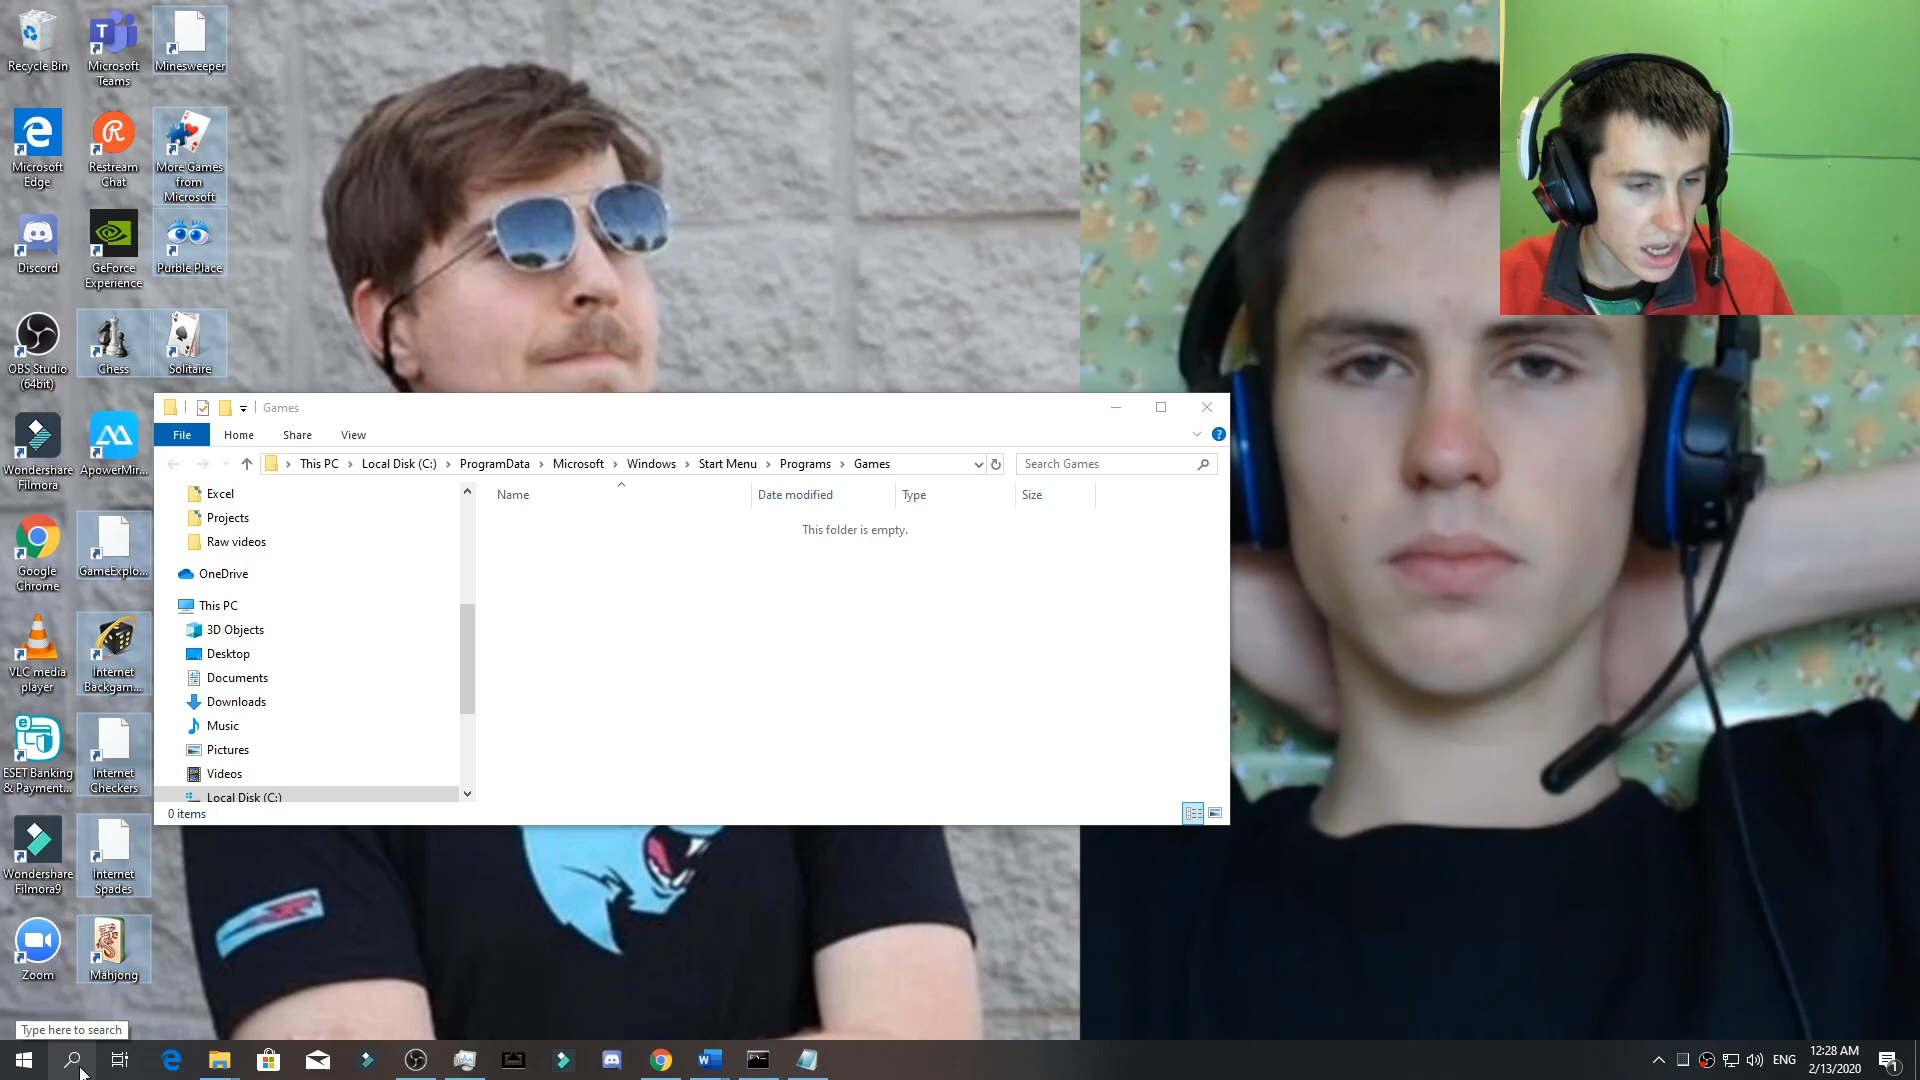 Recycle Bin
Microsoft
Teams
Minesweeper
Microsoft
Edge
Restream
Chat
More Games
from
Microsoft
Discord
GeForce
Experience
Purble Place
OBS Studio
(64bit)
Chess
Solitaire
Wondershare
Filmora
ApowerMir...
Google
Chrome
GameExplo...
VLC media
player
Internet
Backgam...
ESET Banking
& Payment...
Internet
Checkers
Wondershare
Filmora9
Internet
Spades
Zoom
Mahjong
Games
File
Home
Share
View
This PC
Local Disk (C:)
ProgramData
Microsoft
Windows
Start Menu
Programs
Games
Search Games
Excel
Projects
Raw videos
OneDrive
This PC
3D Objects
Desktop
Documents
Downloads
Music
Pictures
Videos
Local Disk (C:)
Name
Date modified
Type
Size
This folder is empty.
0 items
Type here to search
ENG
12:28 AM
2/13/2020
1